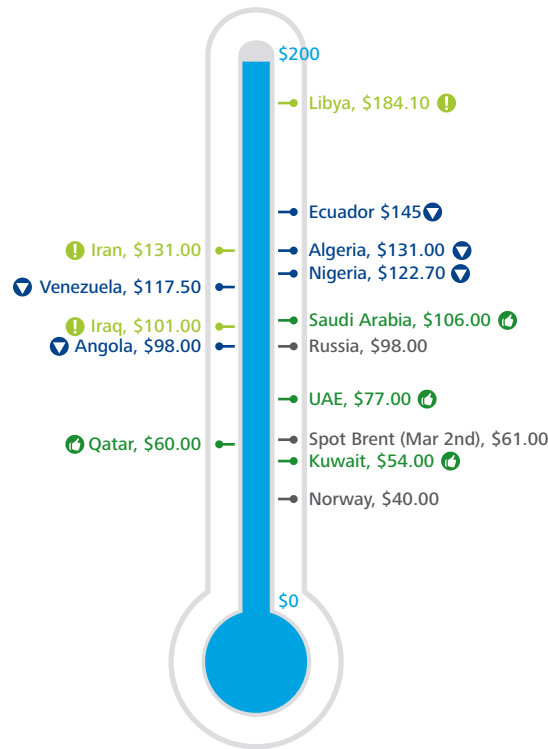 $200
Libya, $184.10
Ecuador $145
Iran, $131.00
Algeria, $131.00
Nigeria, $122.70
Venezuela, $117.50
Saudi Arabia, $106.00
Iraq, $101.00
Angola, $98.00
Russia, $98.00
UAE, $77.00
Spot Brent (Mar 2nd), $61.00
Qatar, $60.00
Kuwait, $54.00
Norway, $40.00
$0